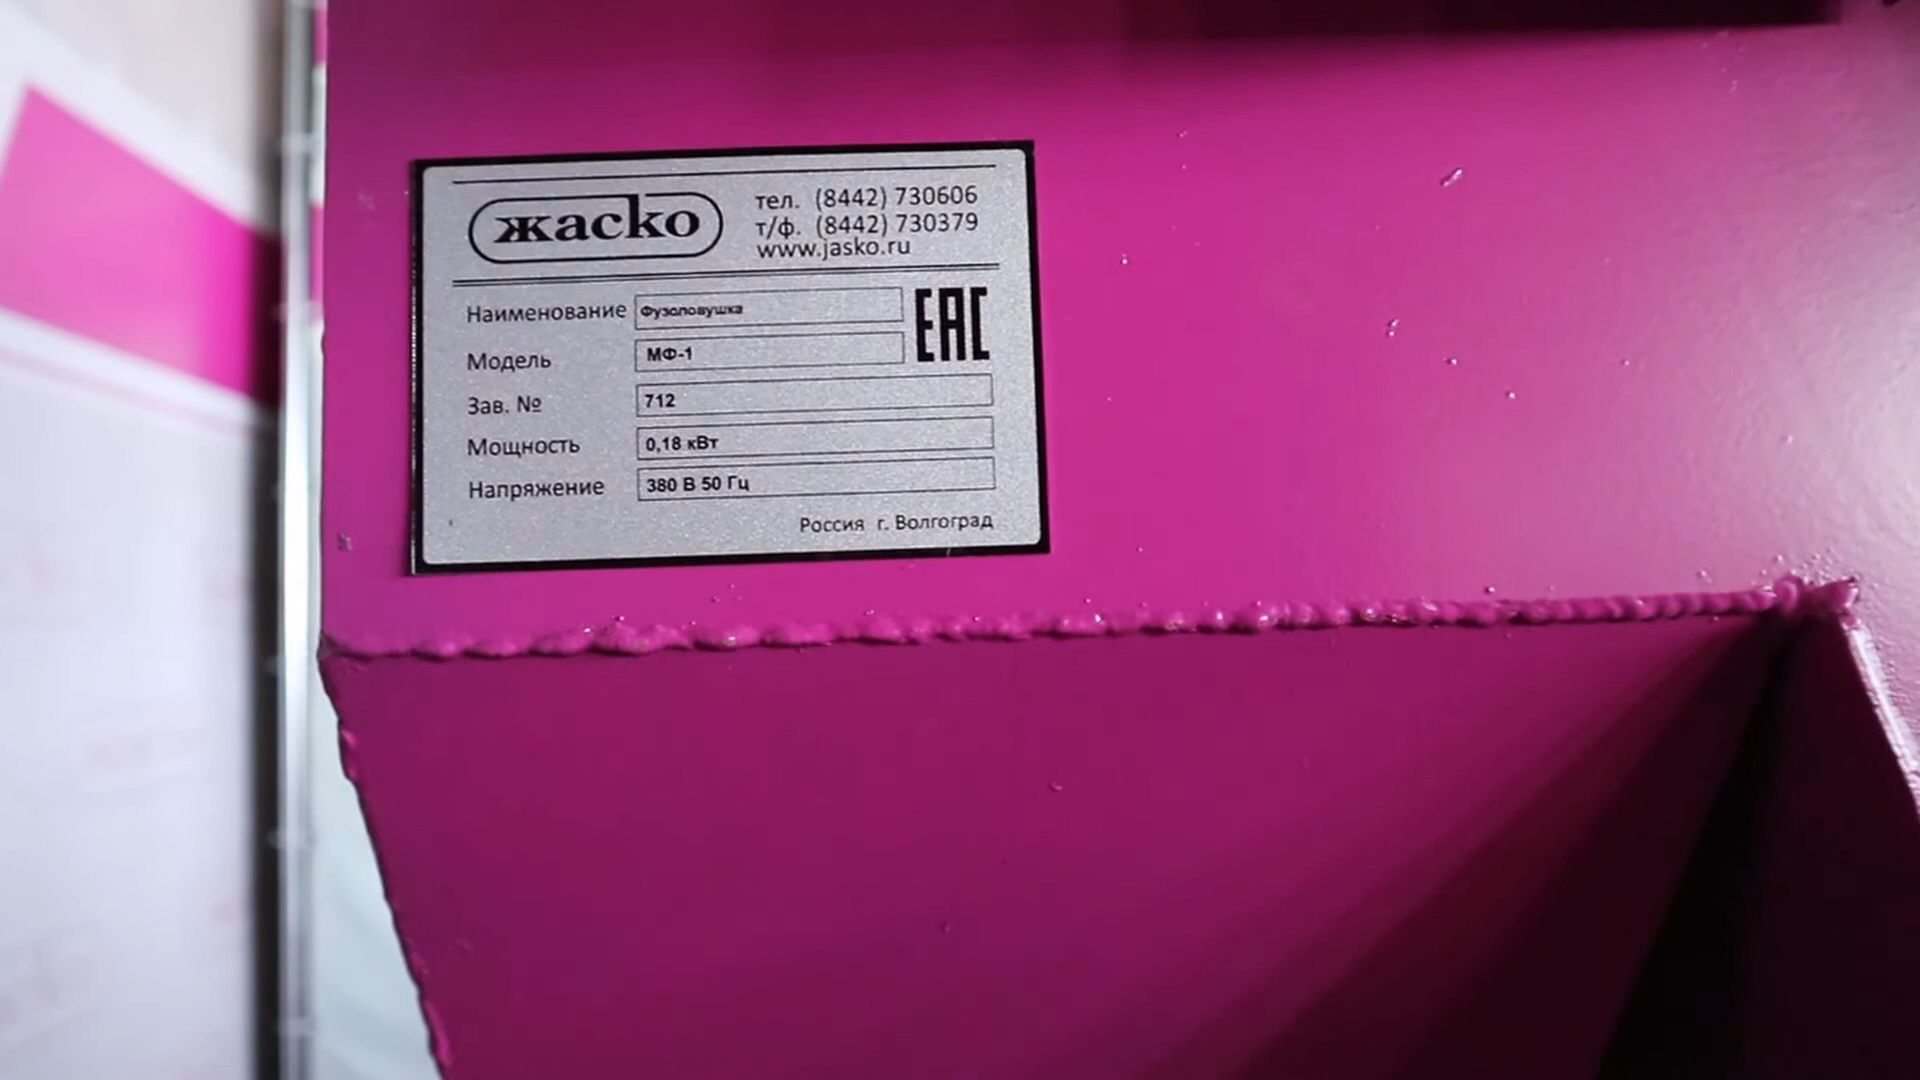 жаско
тел. (8442) 730606
т/ф. (8442) 730379
www.jasko.ru
Наименование Фузоловушка
EAC
Модель МФ-1
Зав. № 712
Мощность 0,18 кВт
Напряжение 380 В 50 Гц
Россия г. Волгоград